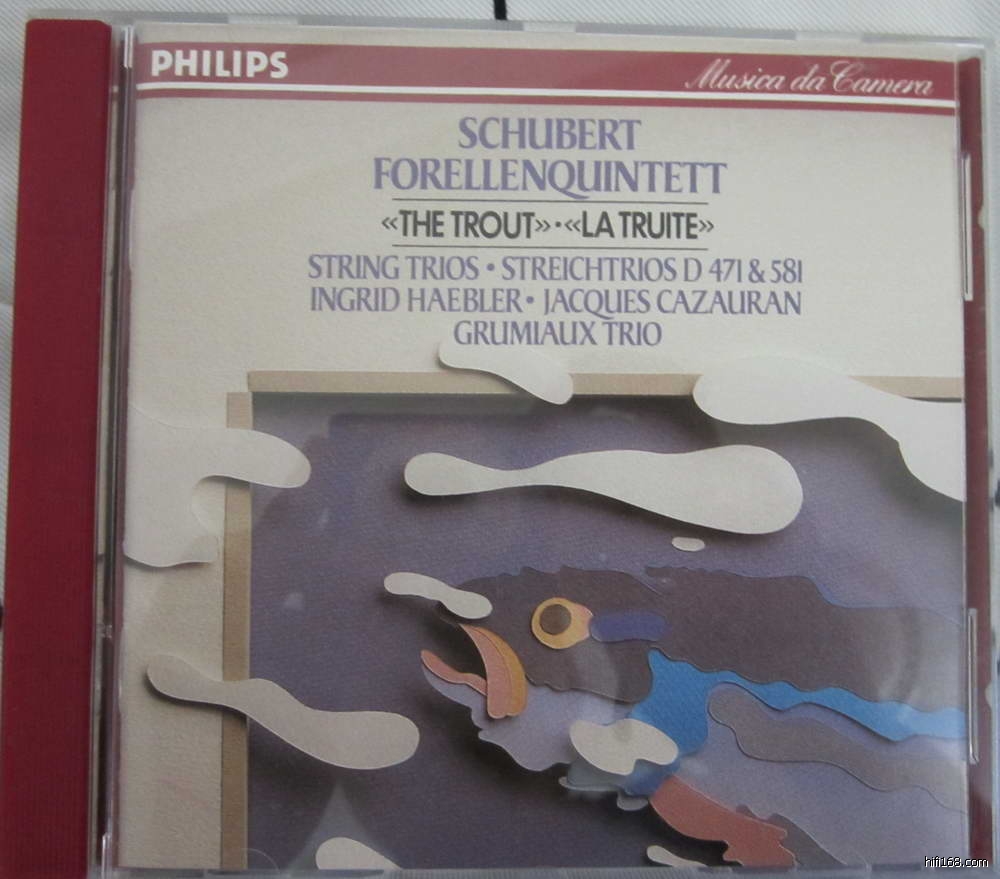 PHILIPS
Musica da Camera
SCHUBERT
FORELLENQUINTETT
«THE TROUT»·«LA TRUITE»
STRING TRIOS · STREICHTRIOS D 471 & 581
INGRID HAEBLER · JACQUES CAZAURAN
GRUMIAUX TRIO
hifi168.com